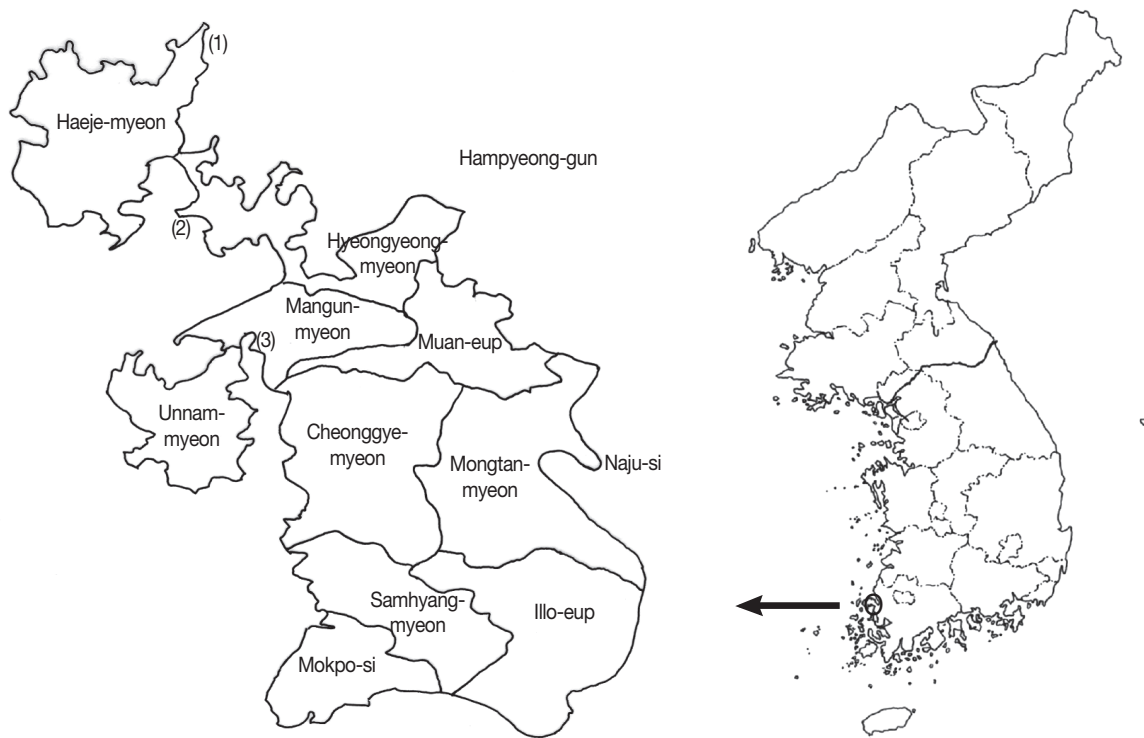 (1)
Haeje-myeon
Hampyeong-gun
(2)
Hyeongyeong-
myeon
Mangun-
myeon
(3)
Muan-eup
Unnam-
myeon
Cheonggye-
myeon
Mongtan-
myeon
Naju-si
Samhyang-
myeon
Illo-eup
Mokpo-si